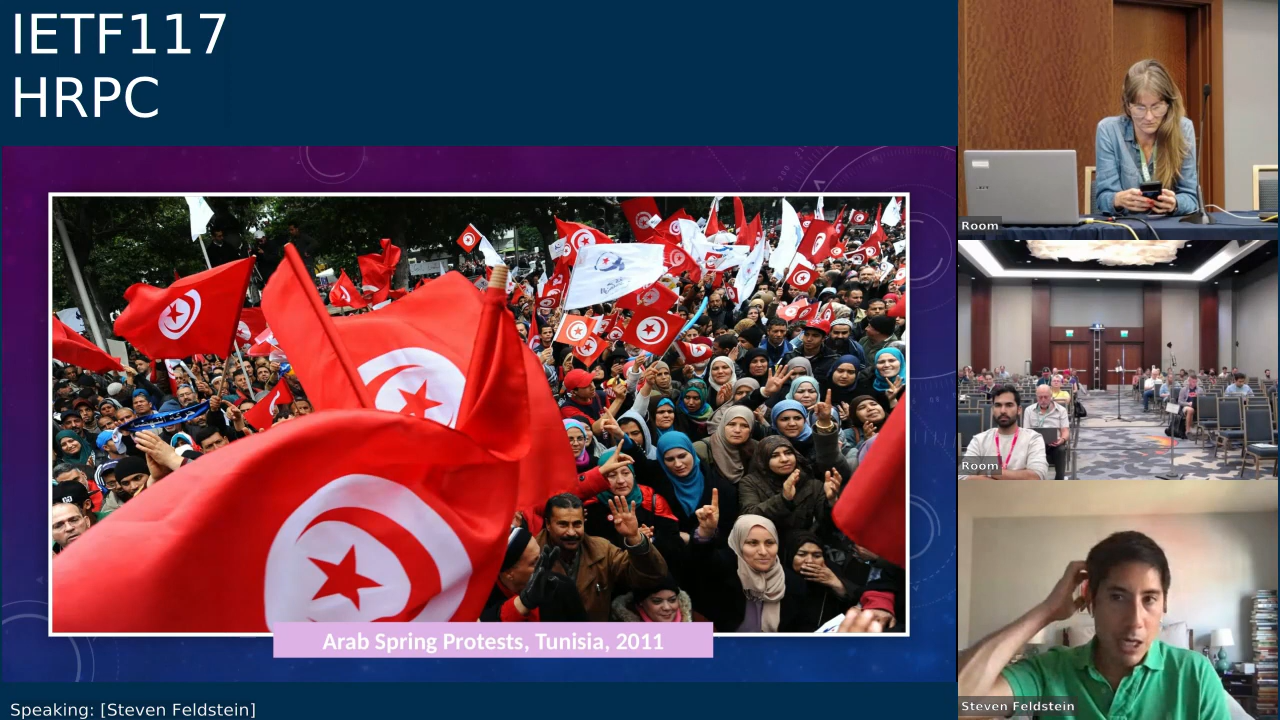 IETF117
HRPC
Arab Spring Protests, Tunisia, 2011
Speaking: [Steven Feldstein]
Room
Room
Steven Feldstein